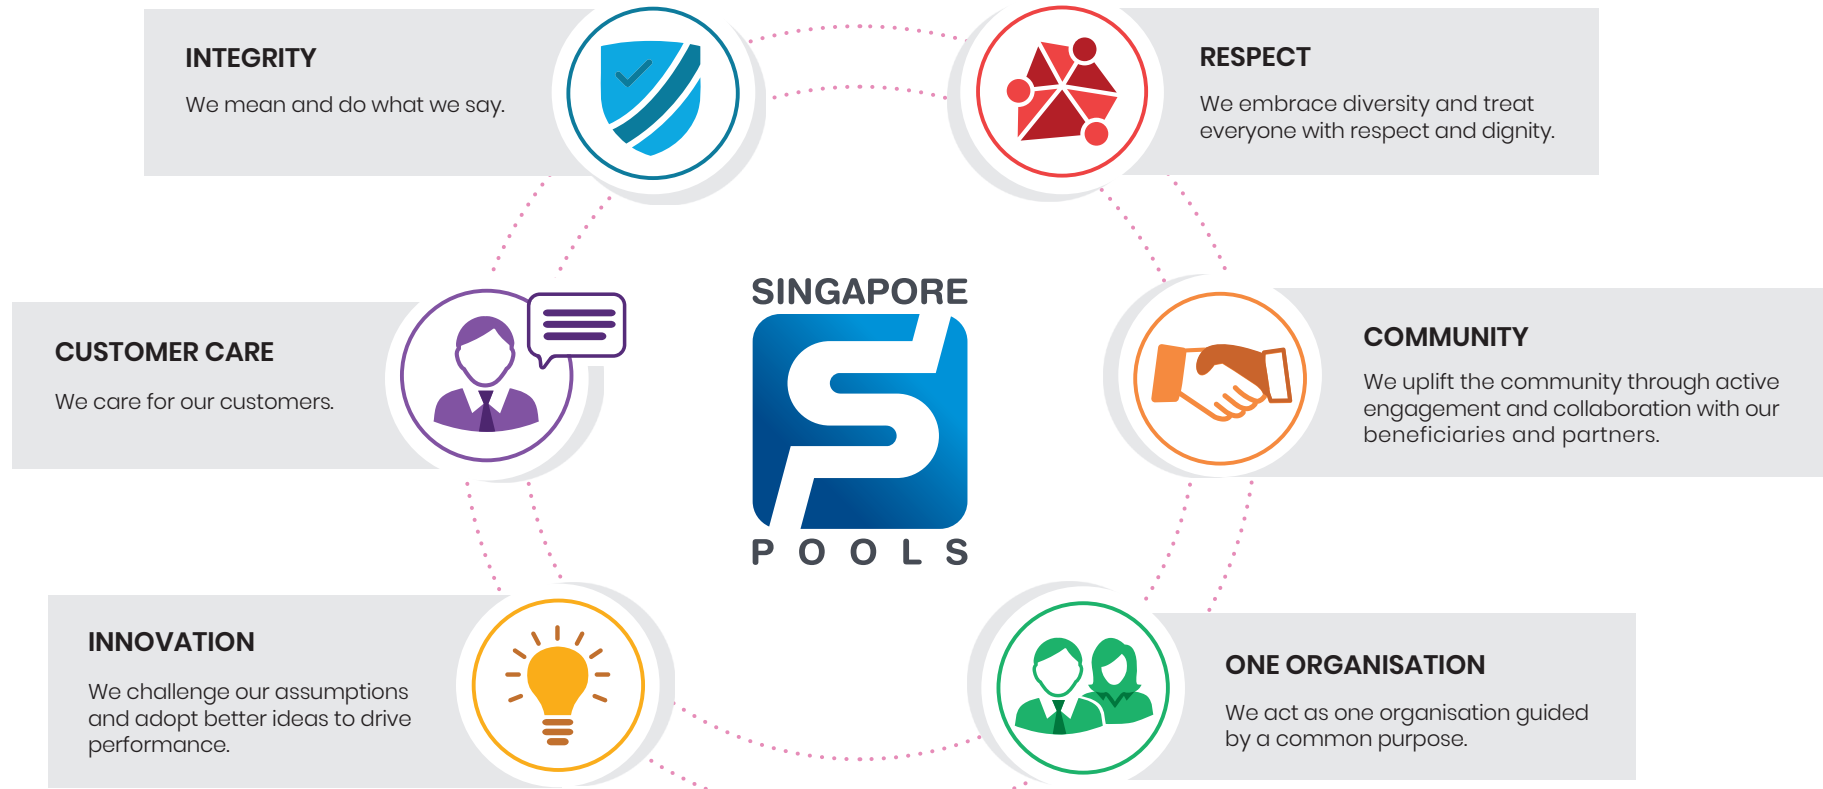 INTEGRITY
We mean and do what we say.
RESPECT
We embrace diversity and treat
everyone with respect and dignity.
SINGAPORE
POOLS
CUSTOMER CARE
We care for our customers.
COMMUNITY
We uplift the community through active
engagement and collaboration with our
beneficiaries and partners.
INNOVATION
We challenge our assumptions
and adopt better ideas to drive
performance.
ONE ORGANISATION
We act as one organisation guided
by a common purpose.